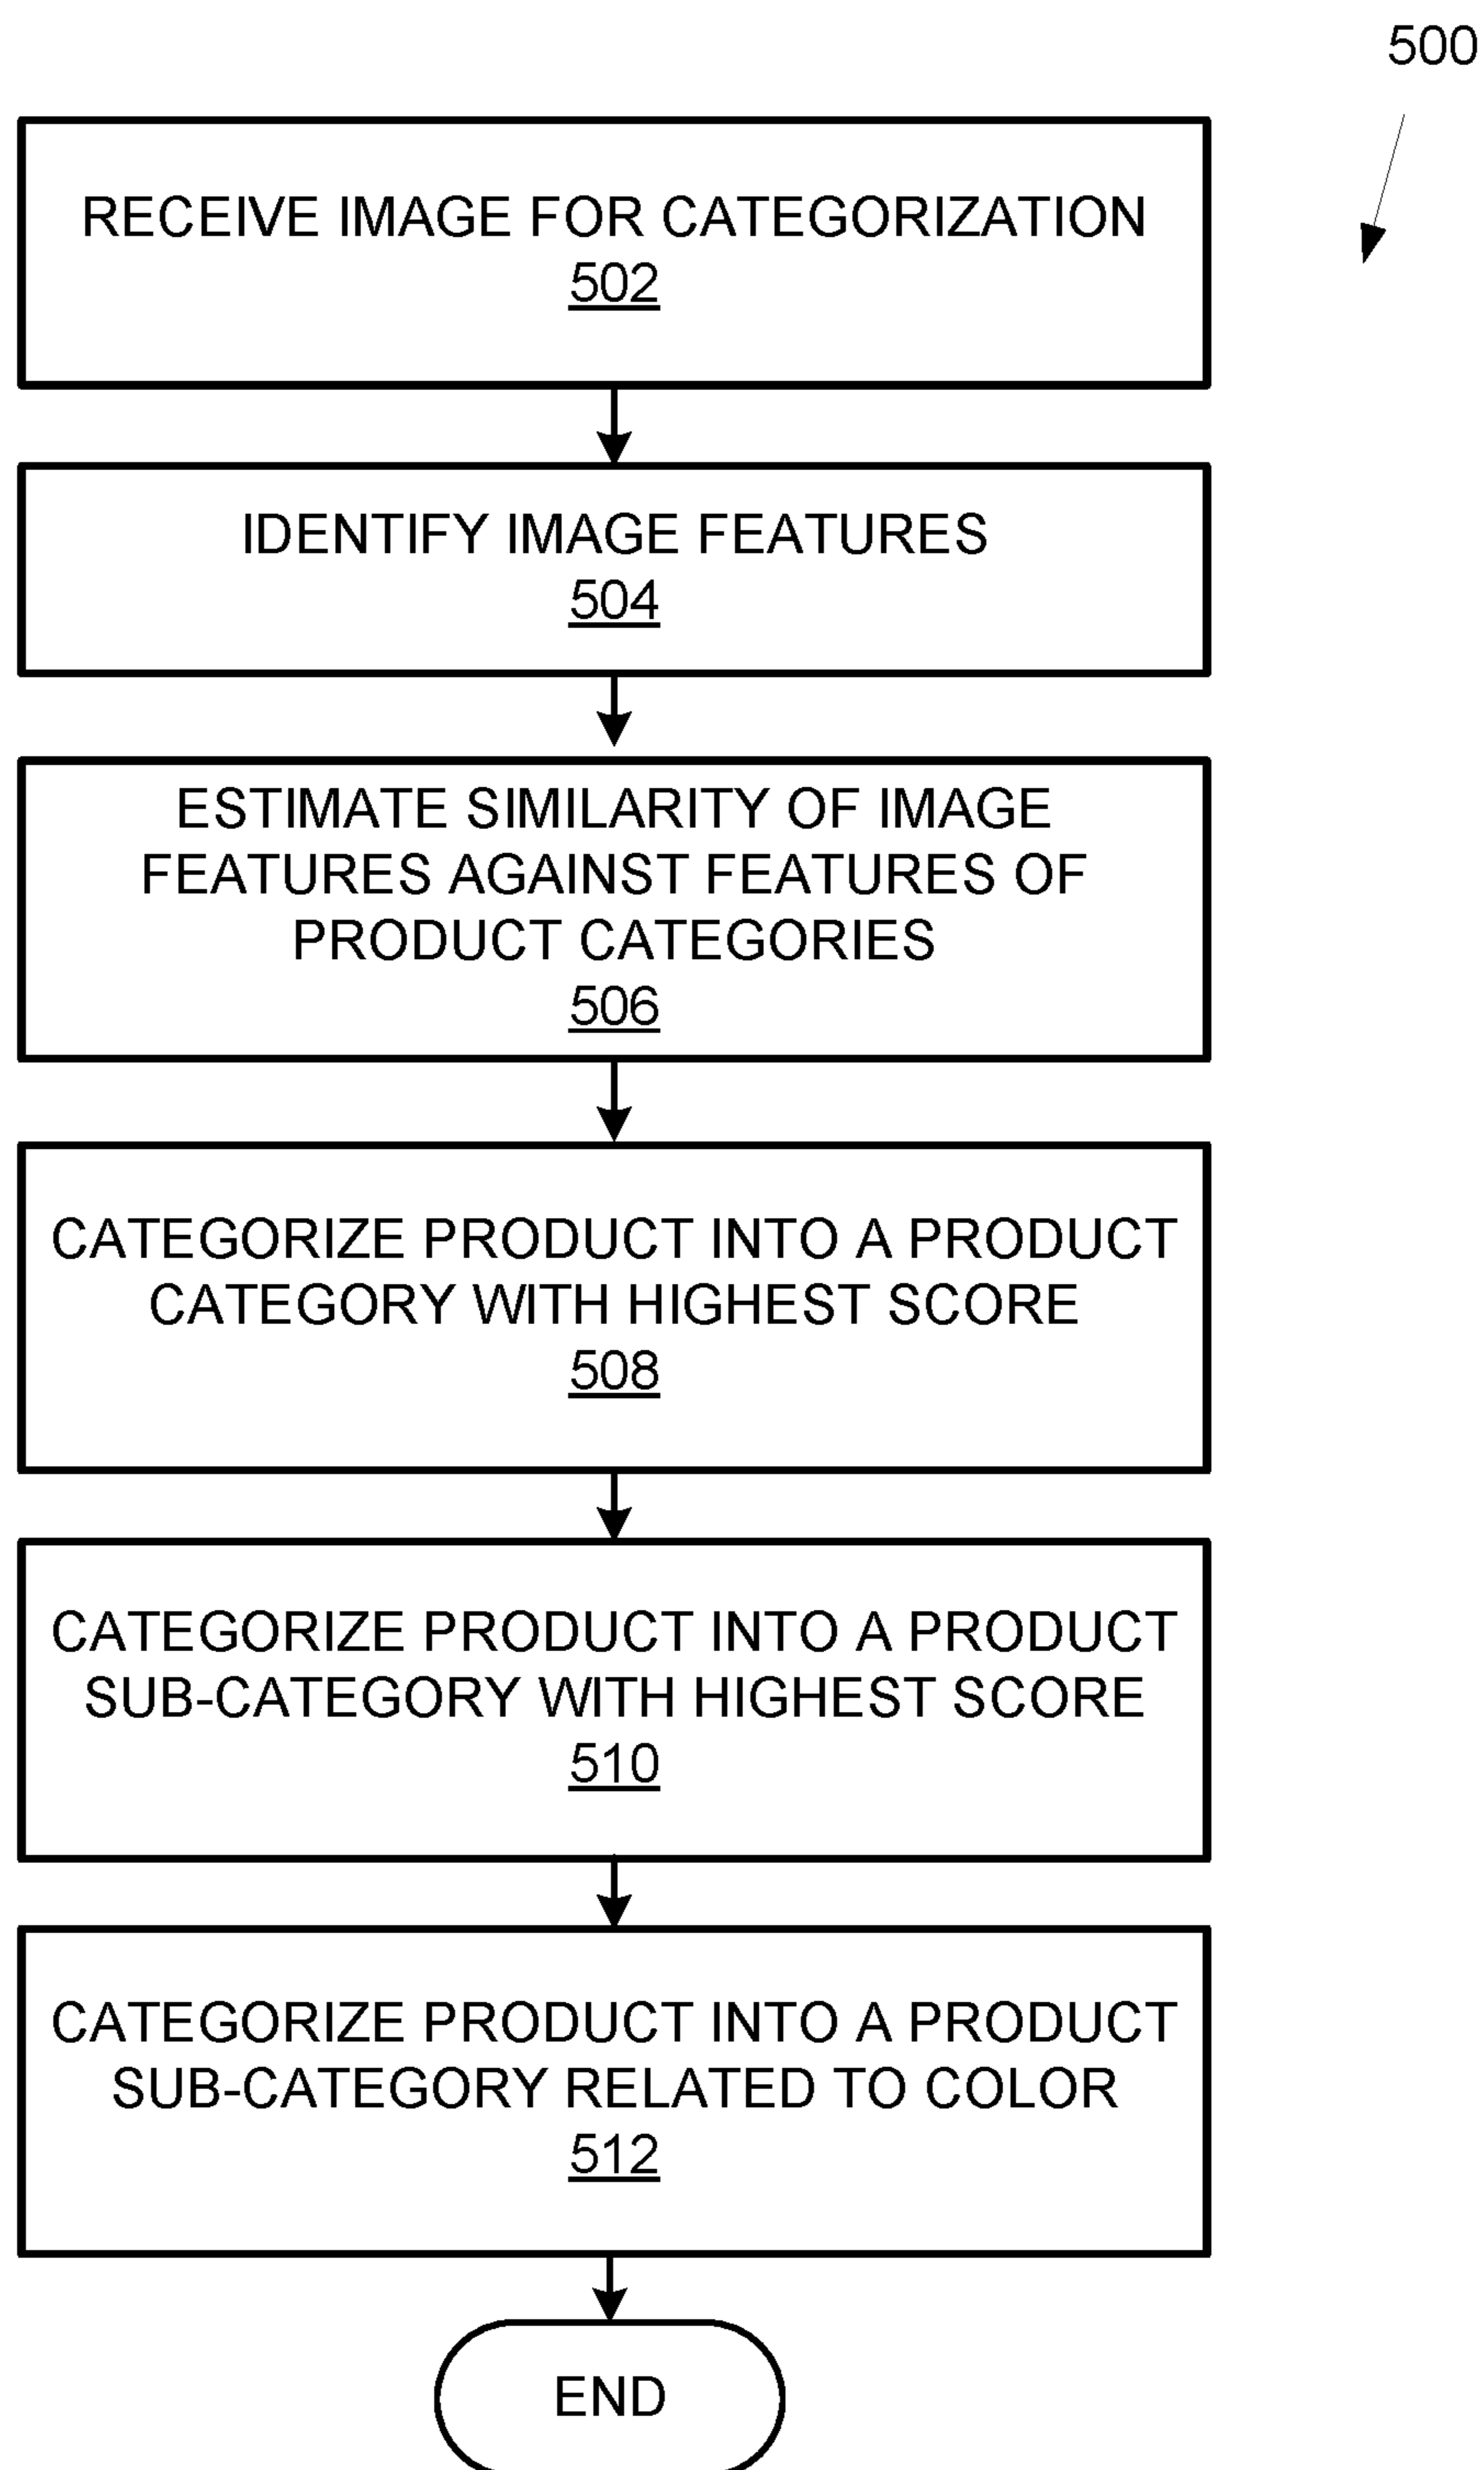 500
RECEIVE IMAGE FOR CATEGORIZATION
502
IDENTIFY IMAGE FEATURES
504
ESTIMATE SIMILARITY OF IMAGE
FEATURES AGAINST FEATURES OF
PRODUCT CATEGORIES
506
CATEGORIZE PRODUCT INTO A PRODUCT
CATEGORY WITH HIGHEST SCORE
508
CATEGORIZE PRODUCT INTO A PRODUCT
SUB-CATEGORY WITH HIGHEST SCORE
510
CATEGORIZE PRODUCT INTO A PRODUCT
SUB-CATEGORY RELATED TO COLOR
512
END